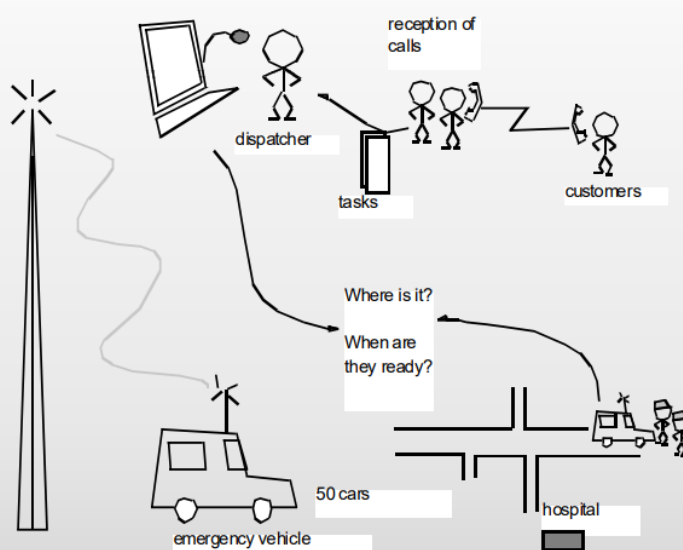 reception of
calls
dispatcher
tasks
customers
Where is it?
When are
they ready?
50 cars
hospital
emergency vehicle